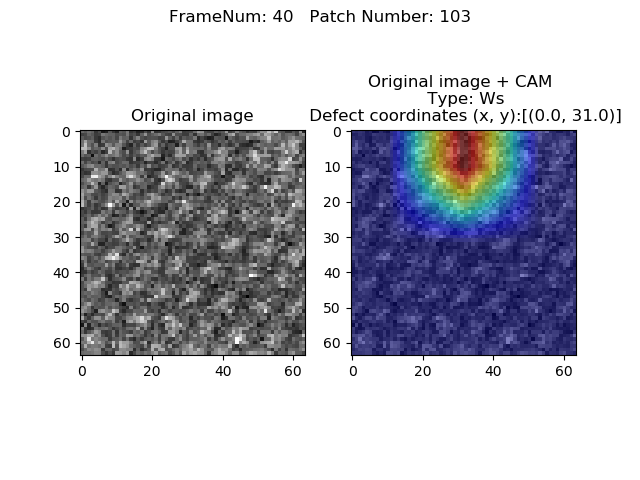 FrameNum: 40   Patch Number: 103
Original image
0
10
20
30
40
50
60
0 20 40 60
Original image + CAM
Type: Ws
Defect coordinates (x, y):[(0.0, 31.0)]
0
10
20
30
40
50
60
0 20 40 60